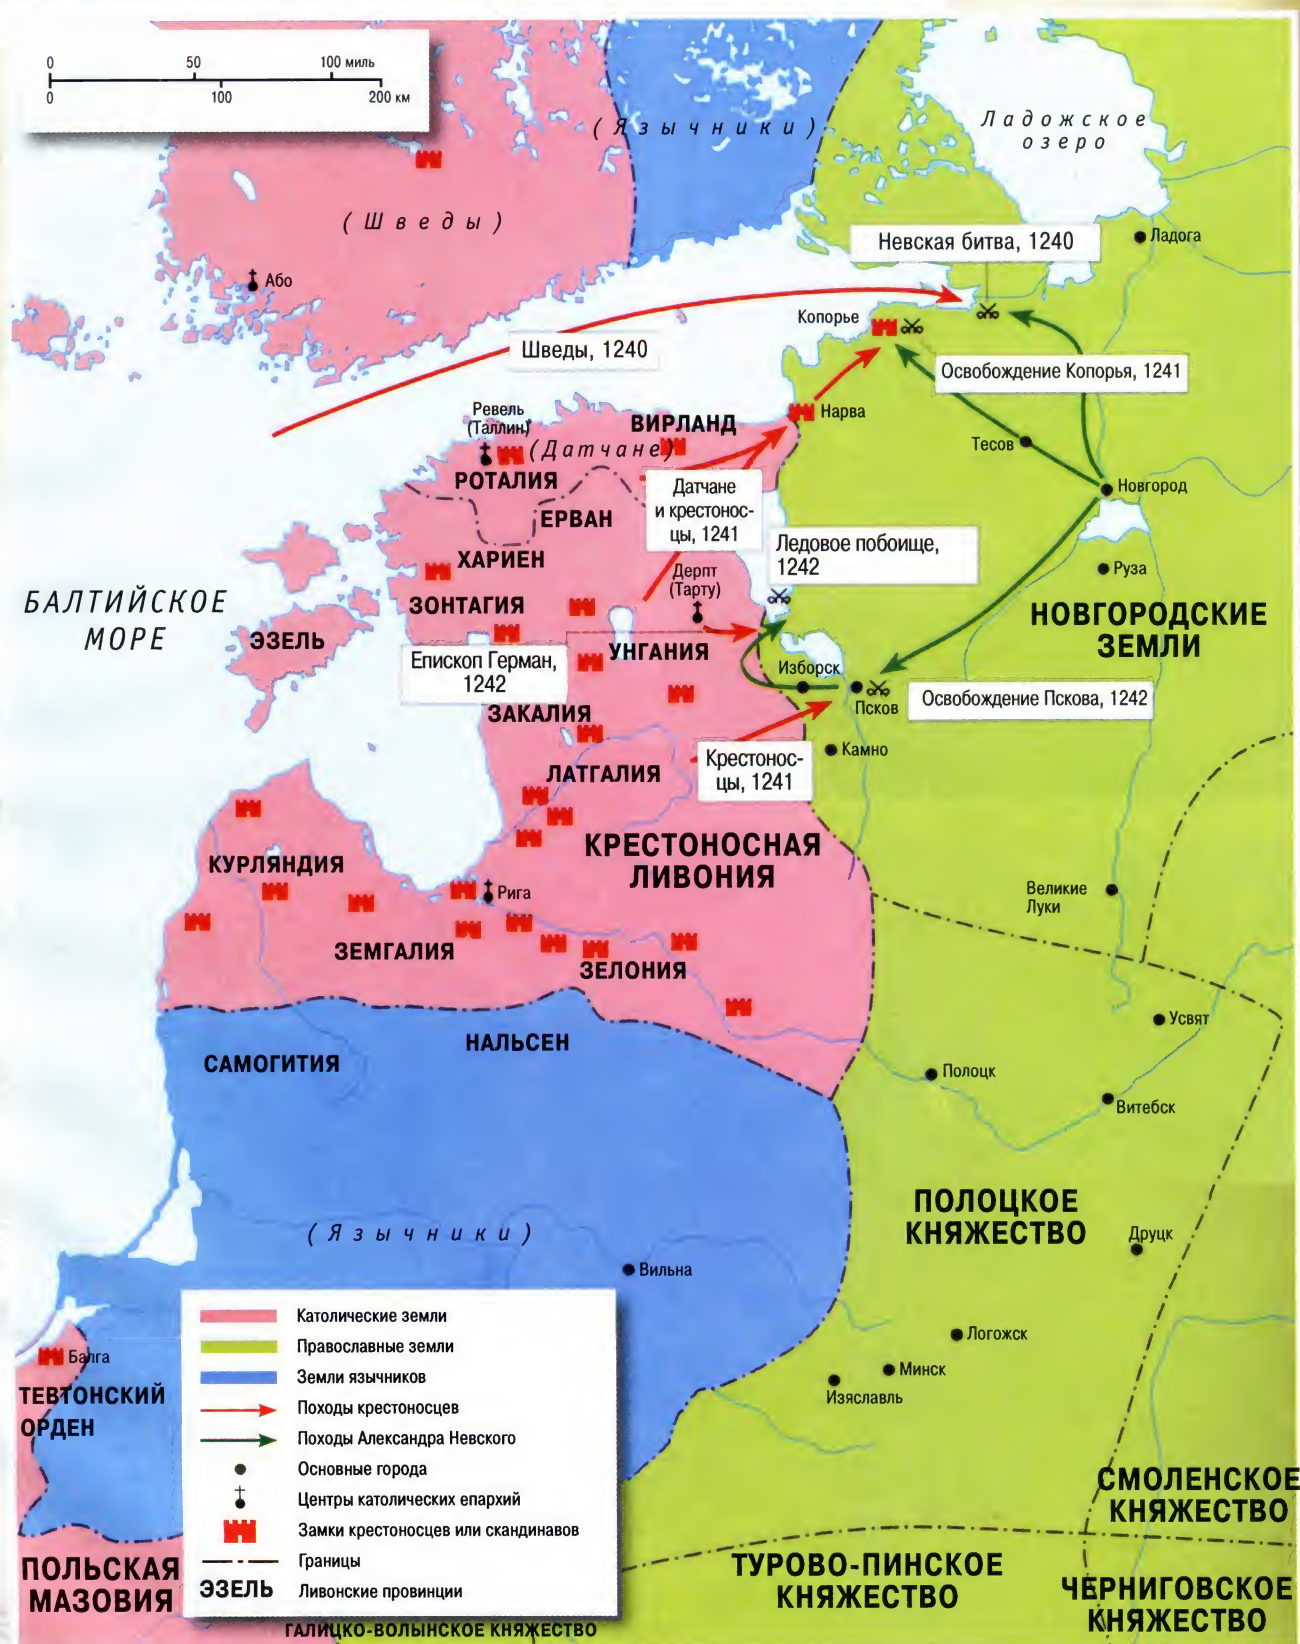 0 50 100 миль
0 100 200 км
(Язычники)
Ладожское
озеро
(Шведы)
Невская битва, 1240
Ладога
Або
Копорье
Шведы, 1240
Освобождение Копорья, 1241
Ревель
(Таллин)
ВИРЛАНД
Нарва
(Датчане)
Тесов
РОТАЛИЯ
Датчане
и крестонос-
цы, 1241
Новгород
ЕРВАН
Ледовое побоище,
1242
ХАРИЕН
Дерпт
(Тарту)
Руза
БАЛТИЙСКОЕ
МОРЕ
ЗОНТАГИЯ
НОВГОРОДСКИЕ
ЗЕМЛИ
ЭЗЕЛЬ
Епископ Герман,
1242
УНГАНИЯ
Изборск
Псков
Освобождение Пскова, 1242
ЗАКАЛИЯ
Камно
Крестонос-
цы, 1241
ЛАТГАЛИЯ
КРЕСТОНОСНАЯ
ЛИВОНИЯ
КУРЛЯНДИЯ
Рига
Великие
Луки
ЗЕМГАЛИЯ
ЗЕЛОНИЯ
Усвят
НАЛЬСЕН
САМОГИТИЯ
Полоцк
Витебск
ПОЛОЦКОЕ
КНЯЖЕСТВО
(Язычники)
Друцк
Вильна
Католические земли
Православные земли
Земли язычников
Походы крестоносцев
Походы Александра Невского
Основные города
Центры католических епархий
Замки крестоносцев или скандинавов
Границы
ЭЗЕЛЬ Ливонские провинции
Логожск
Минск
Изяславль
Балга
ТЕВТОНСКИЙ
ОРДЕН
СМОЛЕНСКОЕ
КНЯЖЕСТВО
ПОЛЬСКАЯ
МАЗОВИЯ
ТУРОВО-ПИНСКОЕ
КНЯЖЕСТВО
ЧЕРНИГОВСКОЕ
КНЯЖЕСТВО
ГАЛИЦКО-ВОЛЫНСКОЕ КНЯЖЕСТВО